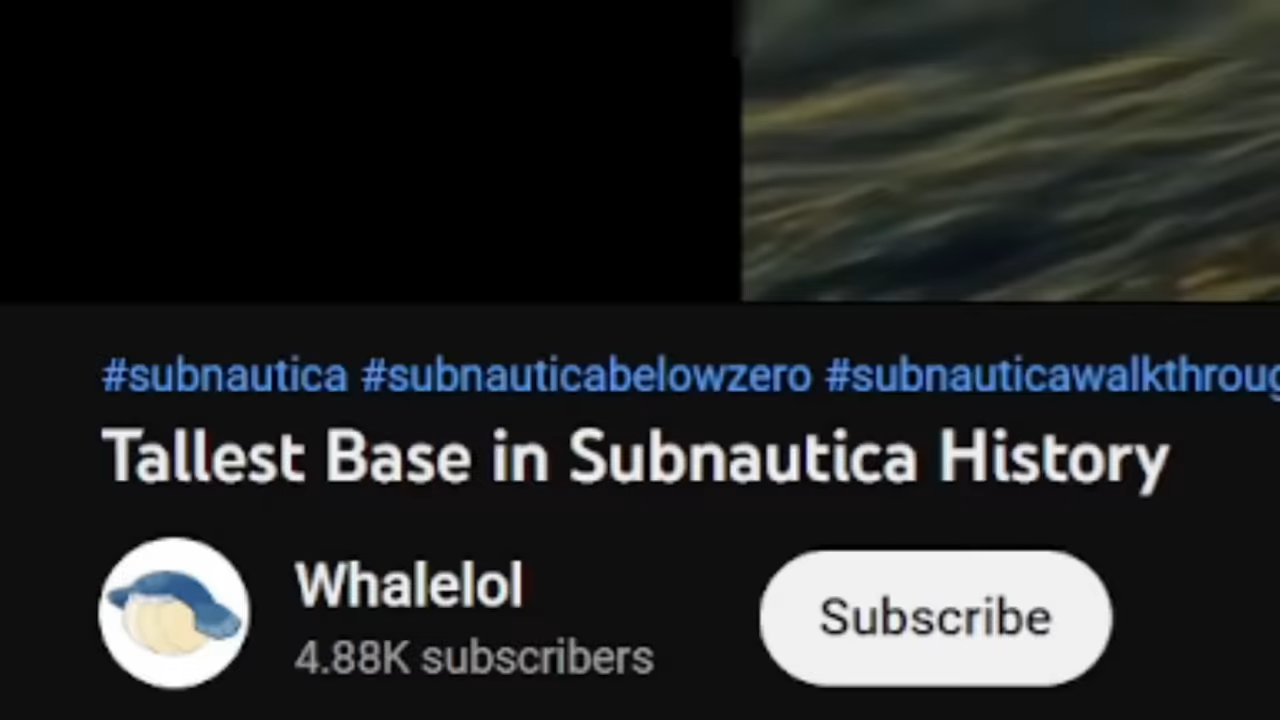 #subnautica #subnauticabelowzero #subnauticawalkthroug
Tallest Base in Subnautica History
Whalelol
4.88K subscribers
Subscribe